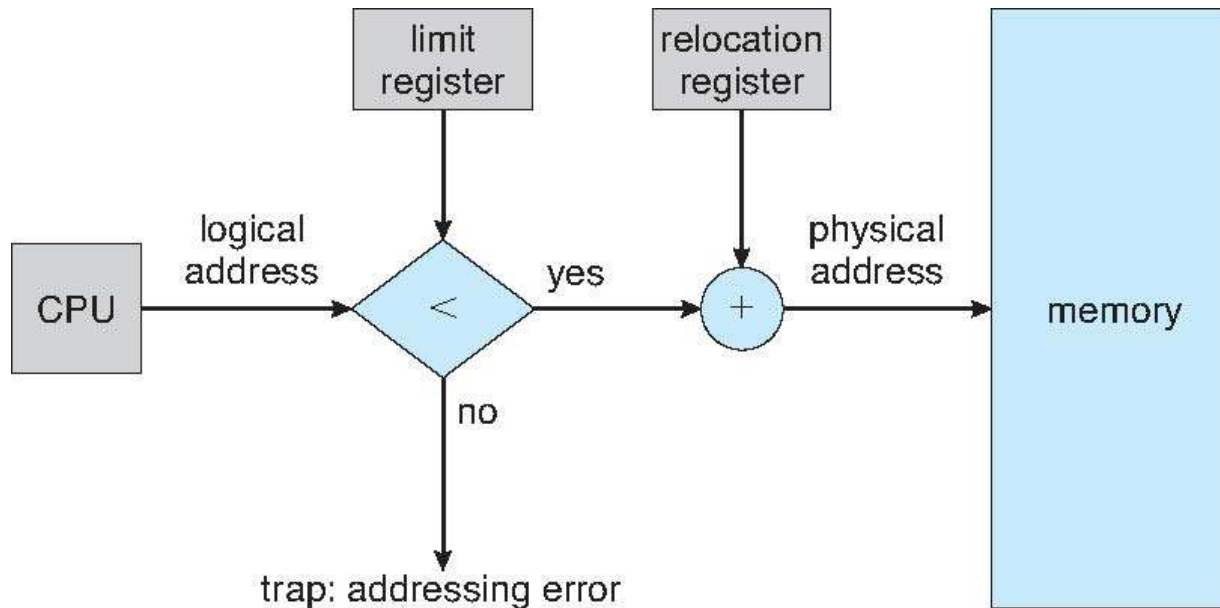 limit
register
relocation
register
logical
address
physical
address
CPU
<
yes
+
memory
no
trap: addressing error